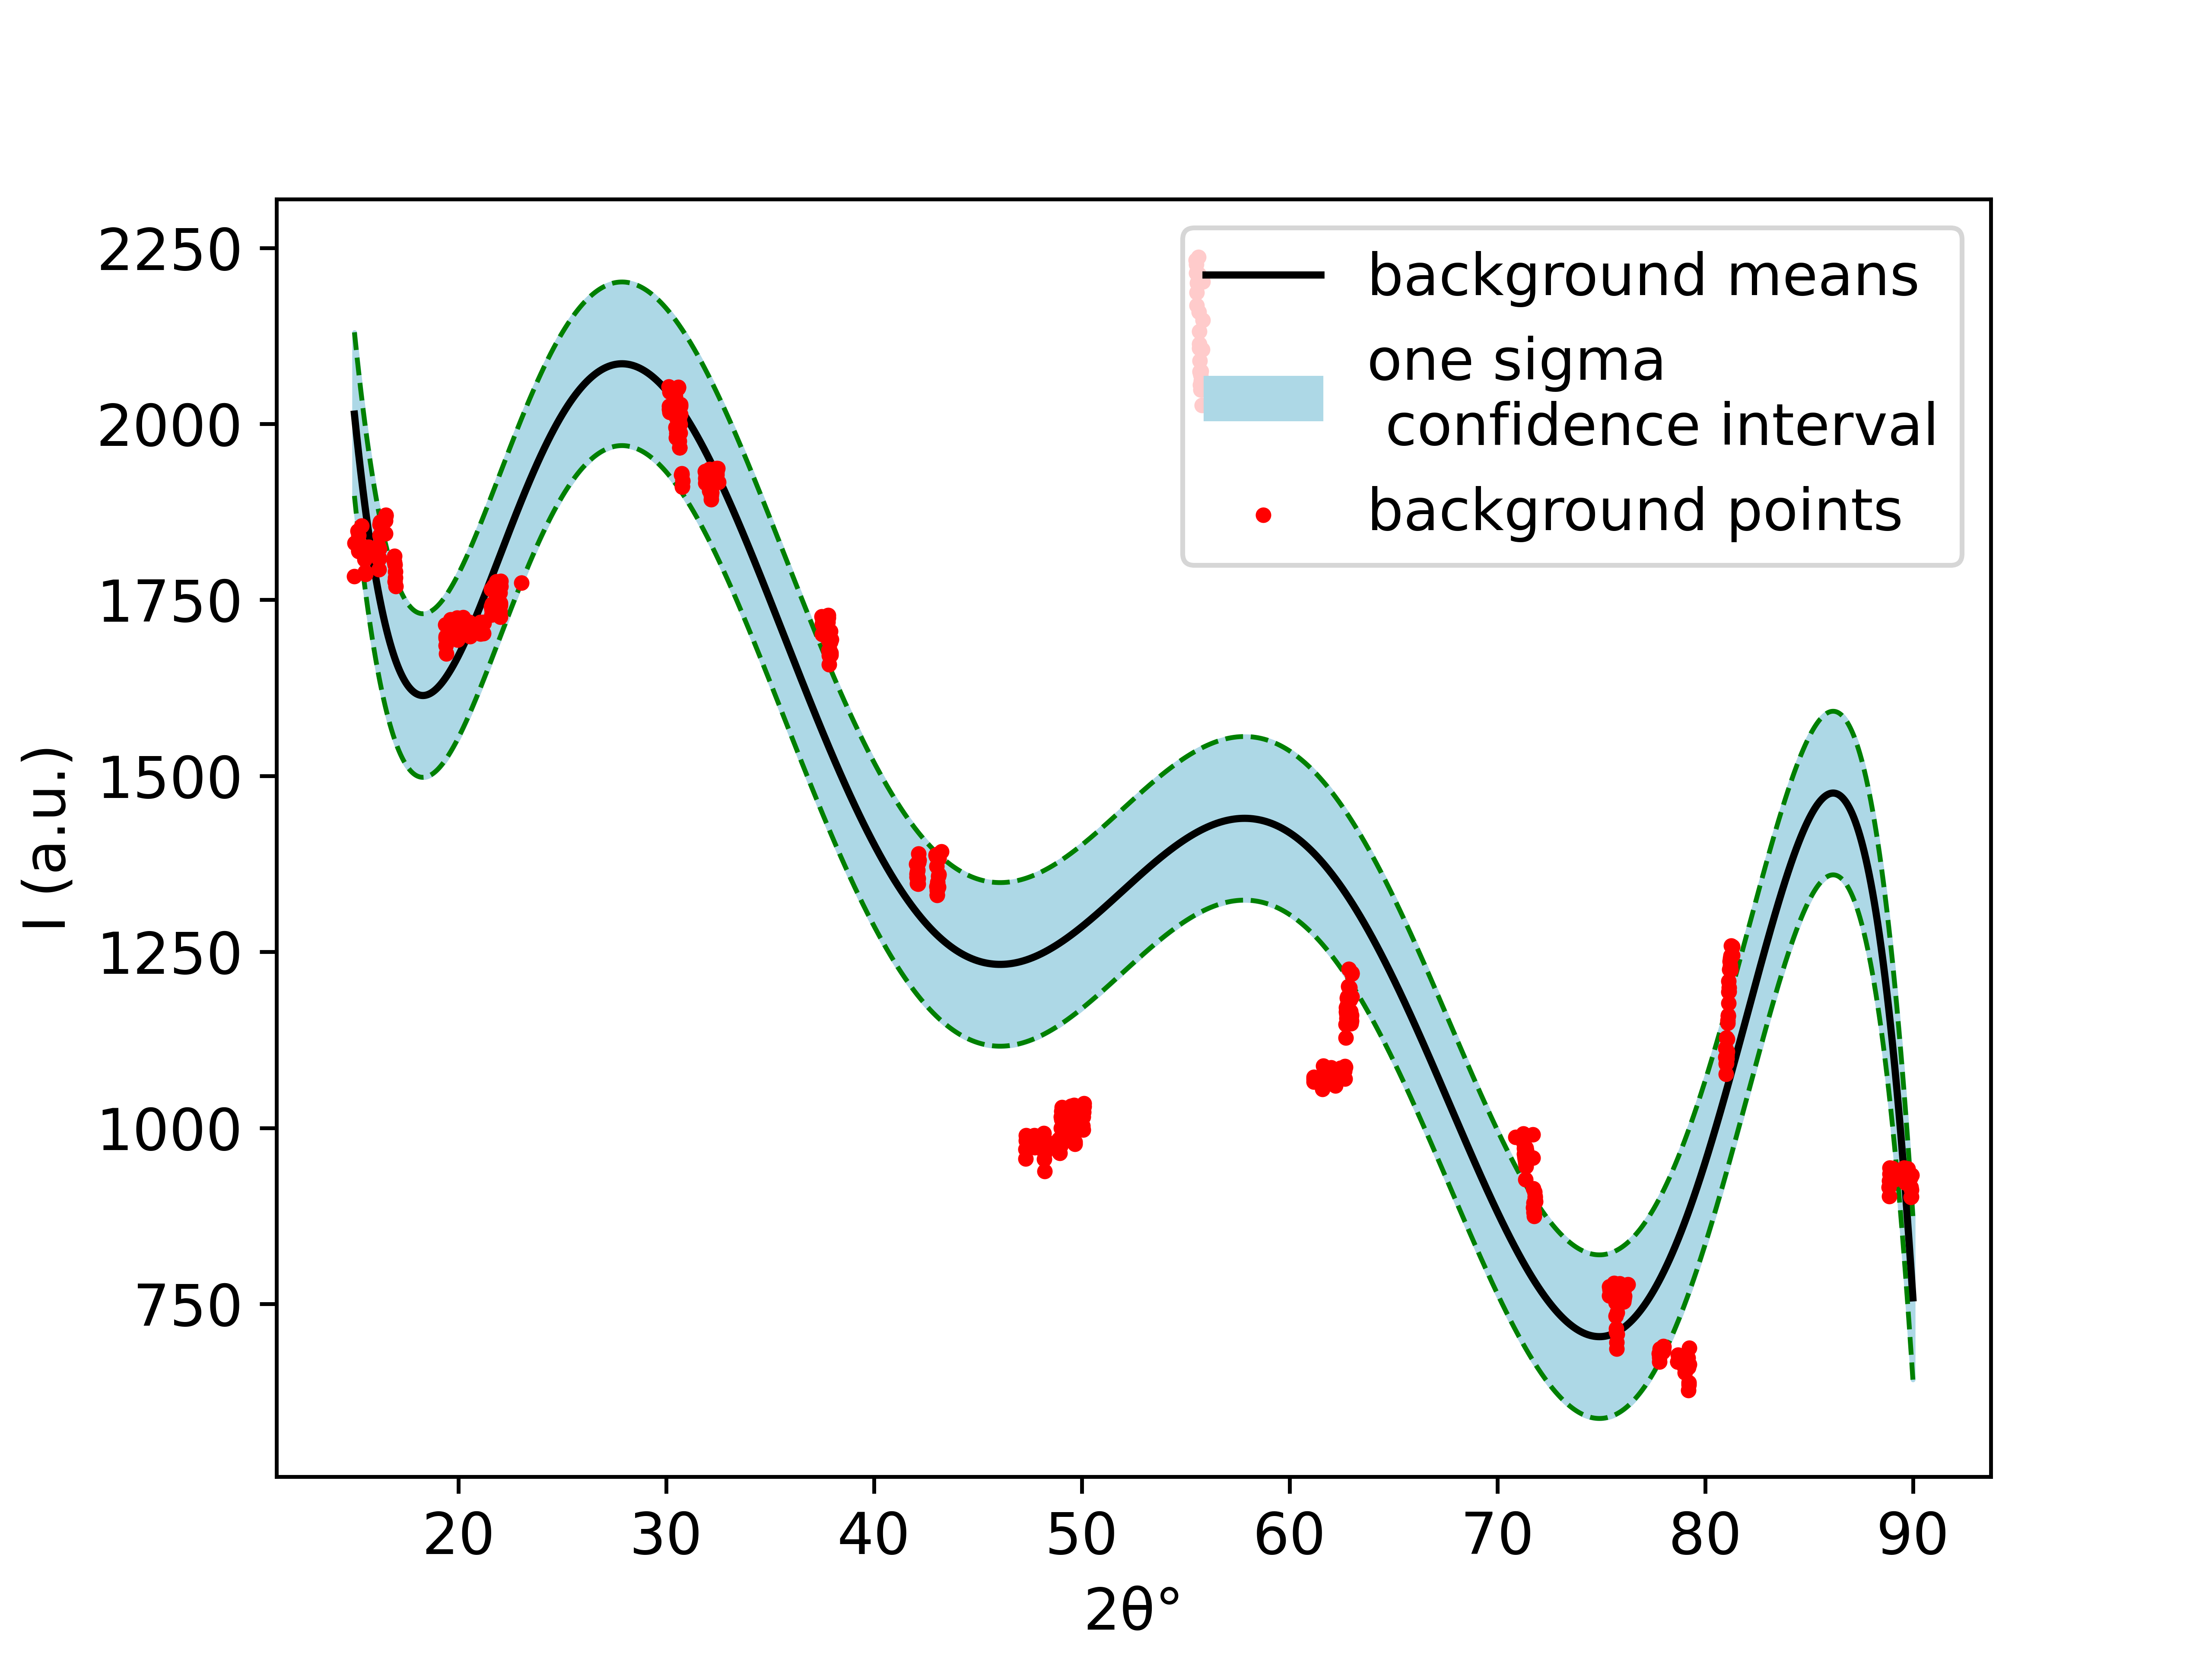 2250
2000
1750
1500
1250
1000
750
I (a.u.)
background means
one sigma
confidence interval
background points
20 30 40 50 60 70 80 90
2θ°